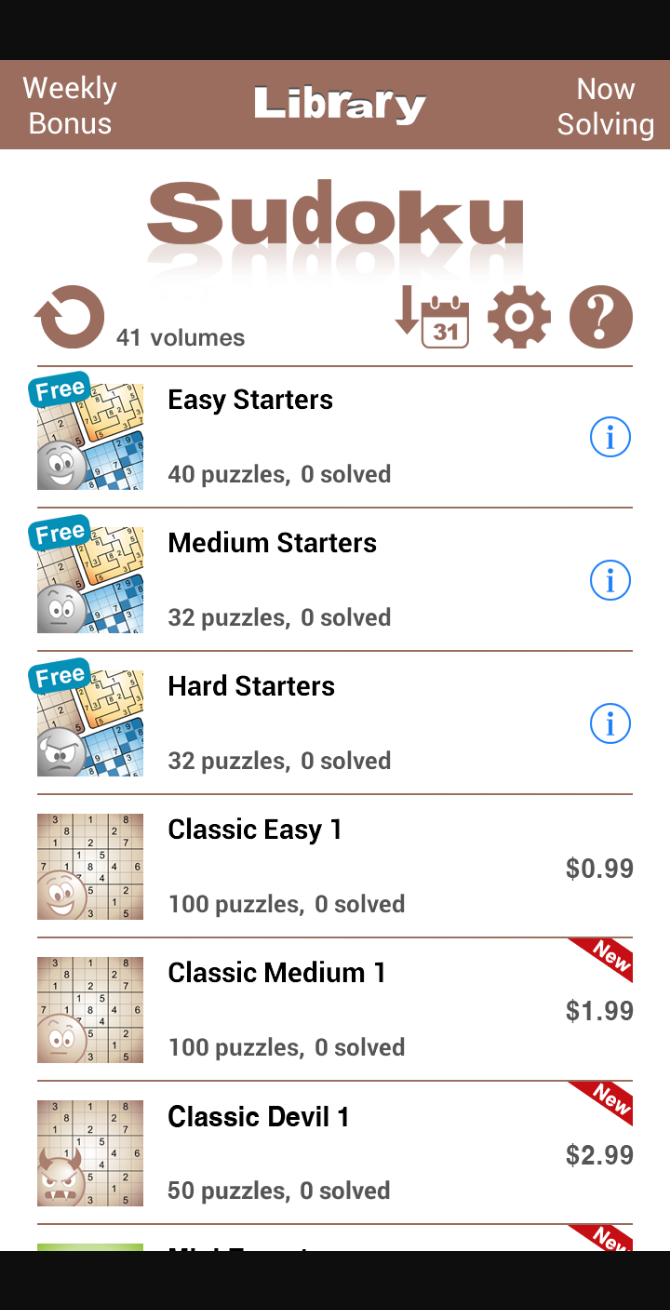 Weekly
Bonus
Library
Now
Solving
Sudoku
41 volumes
31
?
Free
Easy Starters
i
40 puzzles, 0 solved
Free
Medium Starters
i
32 puzzles, 0 solved
Free
Hard Starters
i
32 puzzles, 0 solved
Classic Easy 1
$0.99
100 puzzles, 0 solved
New
Classic Medium 1
$1.99
100 puzzles, 0 solved
New
Classic Devil 1
$2.99
50 puzzles, 0 solved
New